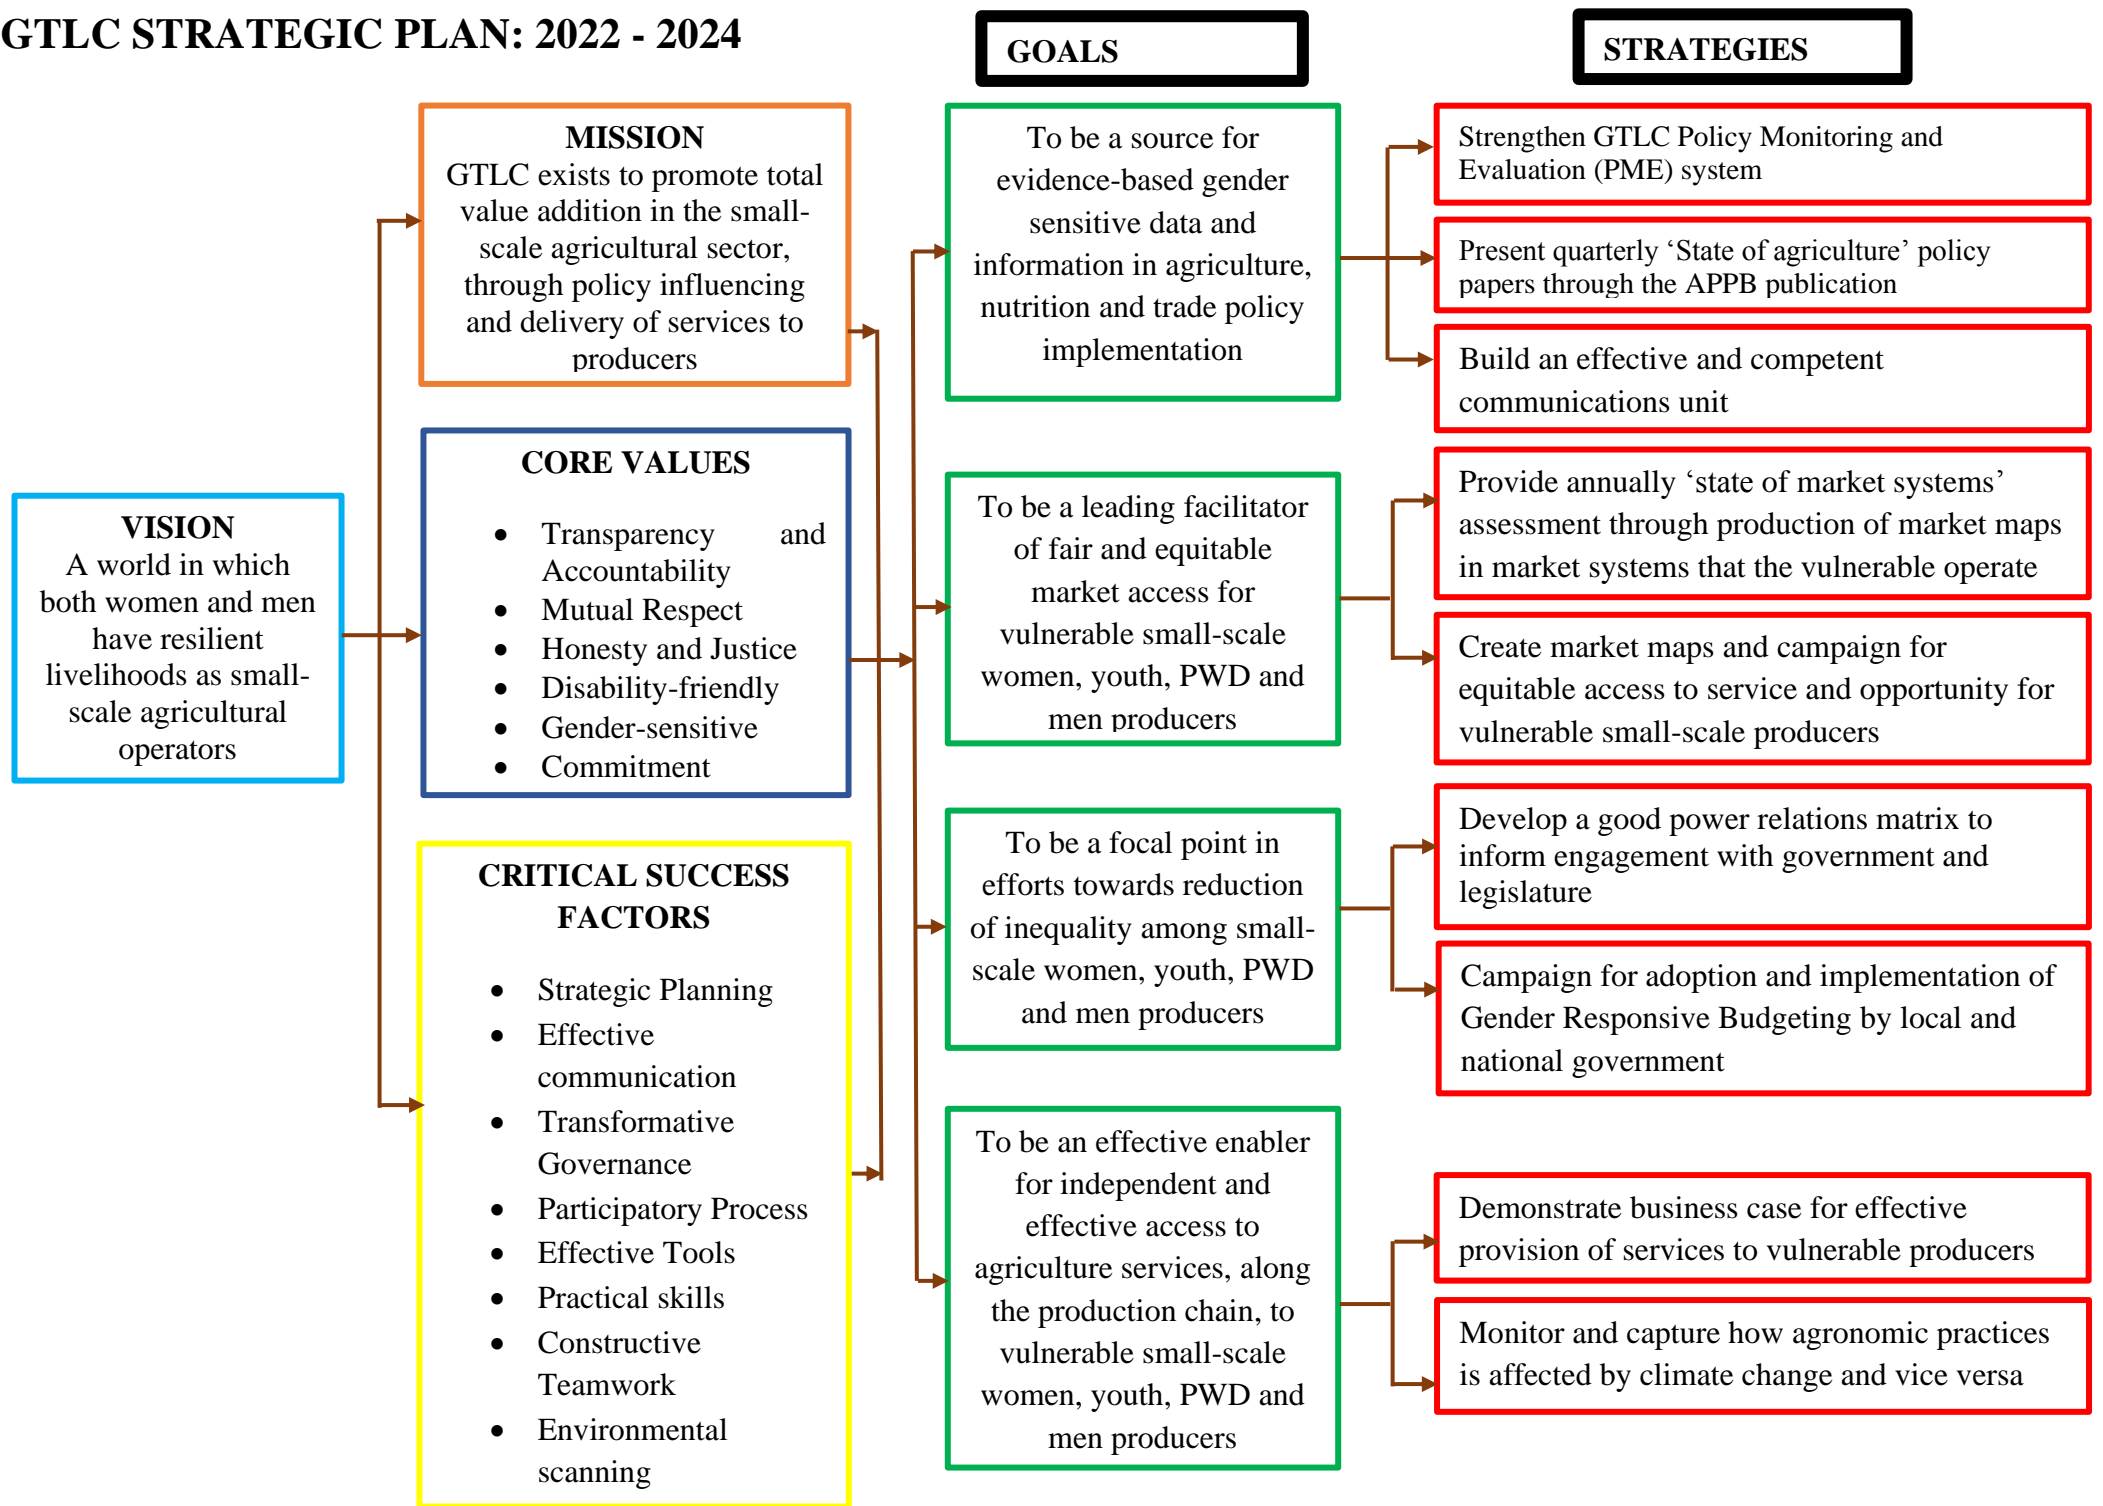 GTLC STRATEGIC PLAN: 2022 - 2024
GOALS
STRATEGIES
VISION
A world in which
both women and men
have resilient
livelihoods as small-
scale agricultural
operators
MISSION
GTLC exists to promote total
value addition in the small-
scale agricultural sector,
through policy influencing
and delivery of services to
producers
CORE VALUES
• Transparency and
Accountability
• Mutual Respect
• Honesty and Justice
• Disability-friendly
• Gender-sensitive
• Commitment
CRITICAL SUCCESS
FACTORS
• Strategic Planning
• Effective
communication
• Transformative
Governance
• Participatory Process
• Effective Tools
• Practical skills
• Constructive
Teamwork
• Environmental
scanning
To be a source for
evidence-based gender
sensitive data and
information in agriculture,
nutrition and trade policy
implementation
To be a leading facilitator
of fair and equitable
market access for
vulnerable small-scale
women, youth, PWD and
men producers
To be a focal point in
efforts towards reduction
of inequality among small-
scale women, youth, PWD
and men producers
To be an effective enabler
for independent and
effective access to
agriculture services, along
the production chain, to
vulnerable small-scale
women, youth, PWD and
men producers
Strengthen GTLC Policy Monitoring and
Evaluation (PME) system
Present quarterly ‘State of agriculture’ policy
papers through the APPB publication
Build an effective and competent
communications unit
Provide annually ‘state of market systems’
assessment through production of market maps
in market systems that the vulnerable operate
Create market maps and campaign for
equitable access to service and opportunity for
vulnerable small-scale producers
Develop a good power relations matrix to
inform engagement with government and
legislature
Campaign for adoption and implementation of
Gender Responsive Budgeting by local and
national government
Demonstrate business case for effective
provision of services to vulnerable producers
Monitor and capture how agronomic practices
is affected by climate change and vice versa